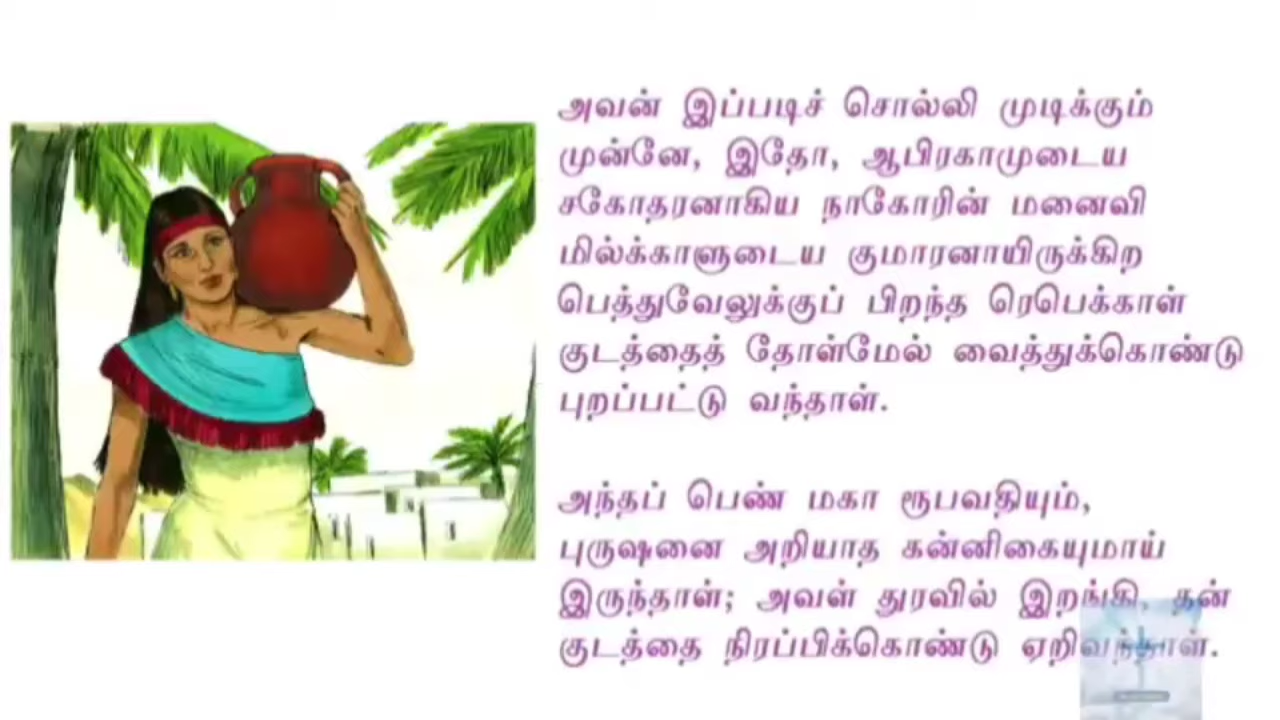 அவன் இப்படிச் சொல்லி முடிக்கும்
முன்னே, இதோ, ஆபிரகாமுடைய
சகோதரனாகிய நாகோரின் மனைவி
மில்க்காளுடைய குமாரனாயிருக்கிற
பெத்துவேலுக்குப் பிறந்த ரெபெக்காள்
குடத்தைத் தோள்மேல் வைத்துக்கொண்டு
புறப்பட்டு வந்தாள்.
அந்தப் பெண் மகா ரூபவதியும்,
புருஷனை அறியாத கன்னிகையுமாய்
இருந்தாள்; அவள் துரவில் இறங்கி, தன்
குடத்தை நிரப்பிக்கொண்டு ஏறிவந்தாள்.